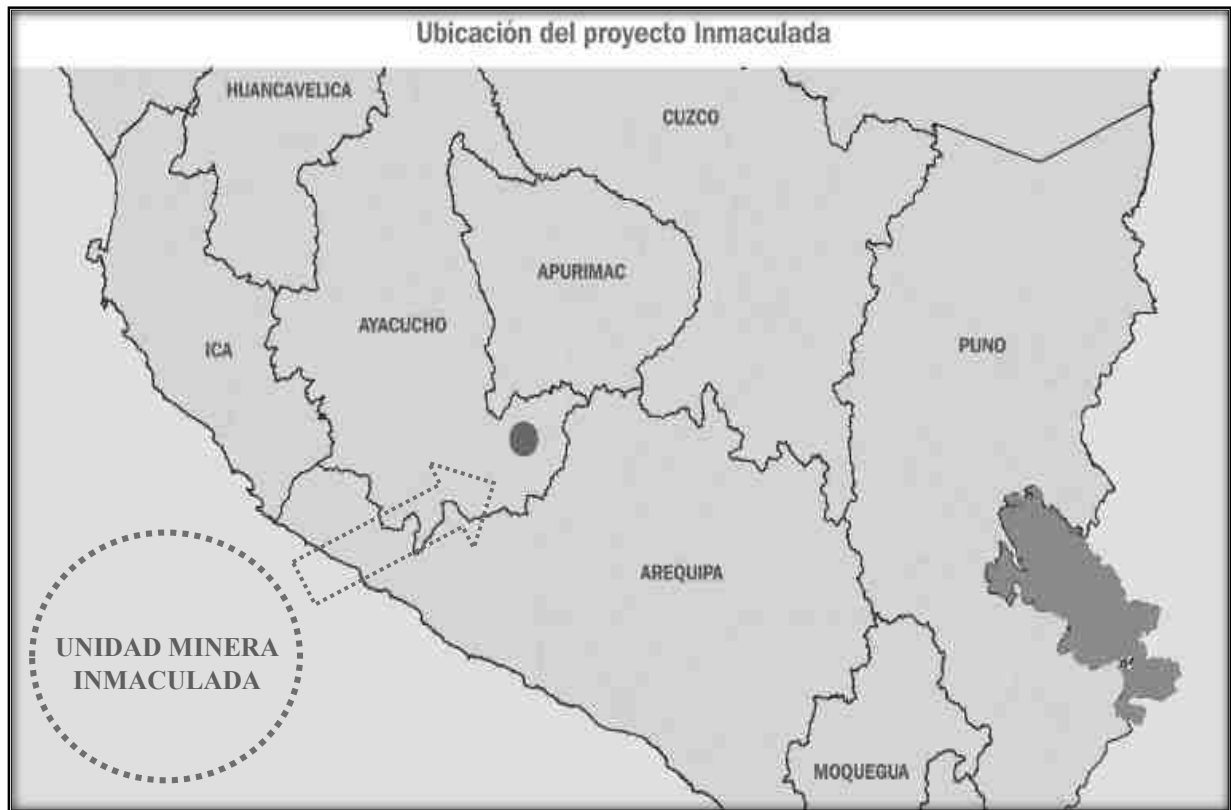 Ubicación del proyecto Inmaculada
HUANCAVELICA
CUZCO
APURIMAC
AYACUCHO
ICA
PUNO
AREQUIPA
UNIDAD MINERA
INMACULADA
MOQUEGUA